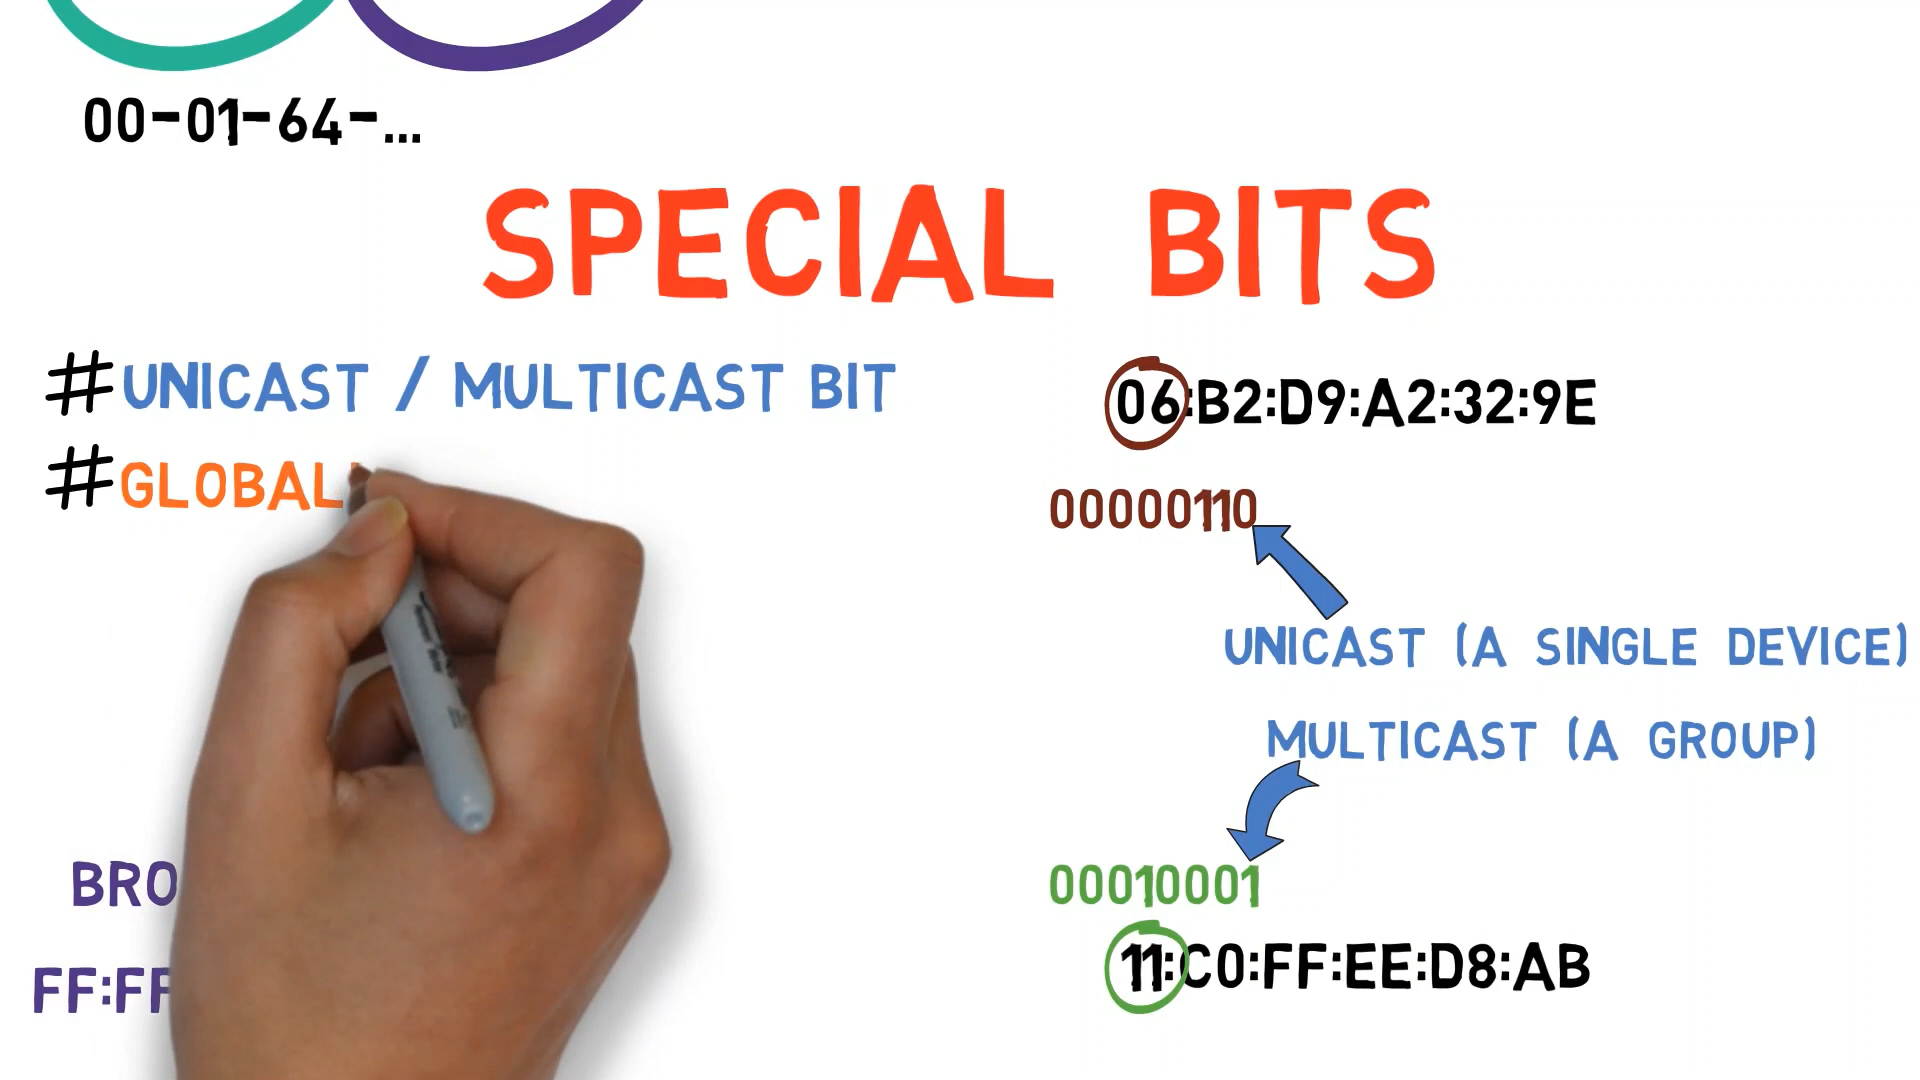 00-01-64-...
SPECIAL BITS
#UNICAST / MULTICAST BIT
#GLOBAL
06:B2:D9:A2:32:9E
00000110
UNICAST (A SINGLE DEVICE)
MULTICAST (A GROUP)
00010001
11:C0:FF:EE:D8:AB
BRO
FF:FF